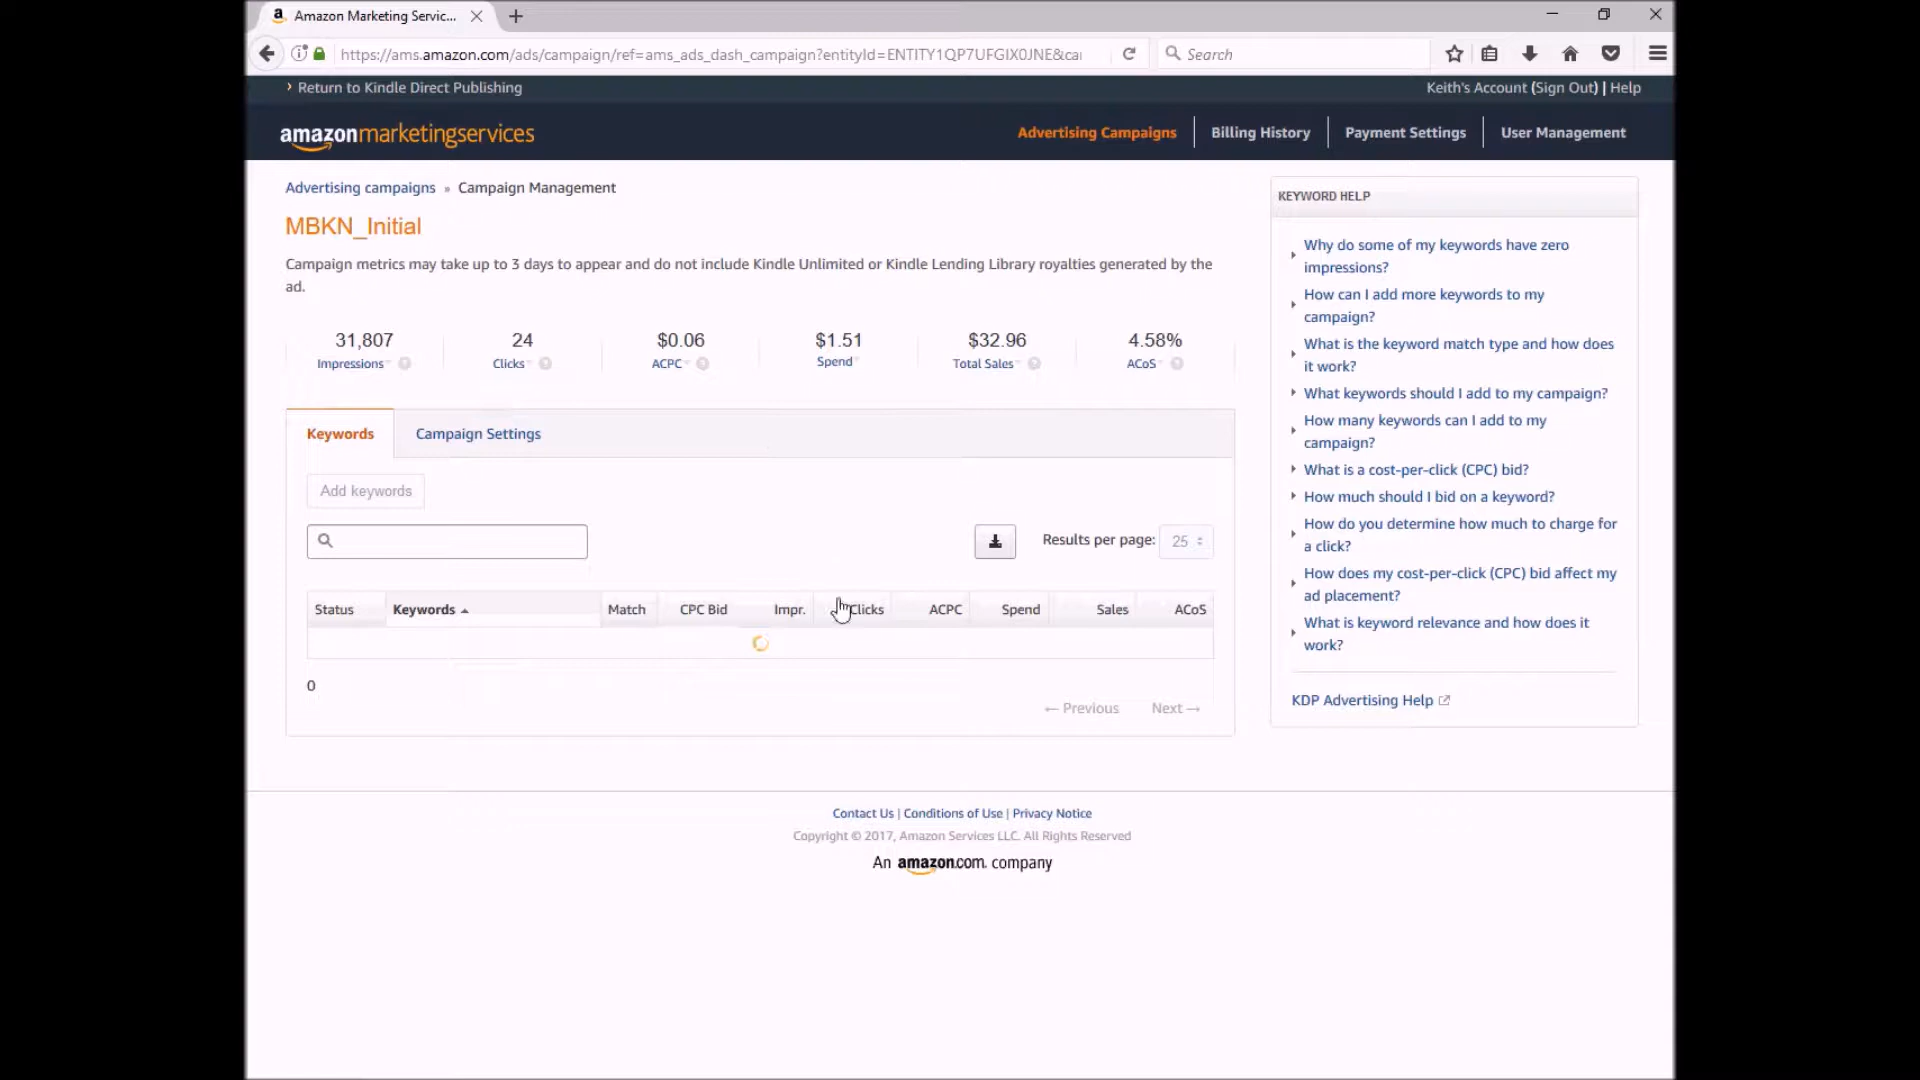 Amazon Marketing Servic...
https://ams.amazon.com/ads/campaign/ref=ams_ads_dash_campaign?entityId=ENTITY1QP7UFGIX0JNE&cai
Search
Return to Kindle Direct Publishing
Keith's Account (Sign Out) | Help
amazonmarketingservices
Advertising Campaigns
Billing History
Payment Settings
User Management
Advertising campaigns » Campaign Management
MBKN_Initial
Campaign metrics may take up to 3 days to appear and do not include Kindle Unlimited or Kindle Lending Library royalties generated by the
ad.
31,807 24 $0.06 $1.51 $32.96 4.58%
Impressions Clicks ACPC Spend Total Sales ACoS
Keywords Campaign Settings
Add keywords
Results per page: 25
Status Keywords Match CPC Bid Impr. Clicks ACPC Spend Sales ACoS
0
← Previous Next →
KEYWORD HELP
Why do some of my keywords have zero
impressions?
How can I add more keywords to my
campaign?
What is the keyword match type and how does
it work?
What keywords should I add to my campaign?
How many keywords can I add to my
campaign?
What is a cost-per-click (CPC) bid?
How much should I bid on a keyword?
How do you determine how much to charge for
a click?
How does my cost-per-click (CPC) bid affect my
ad placement?
What is keyword relevance and how does it
work?
KDP Advertising Help
Contact Us | Conditions of Use | Privacy Notice
Copyright © 2017, Amazon Services LLC. All Rights Reserved
An amazon.com company